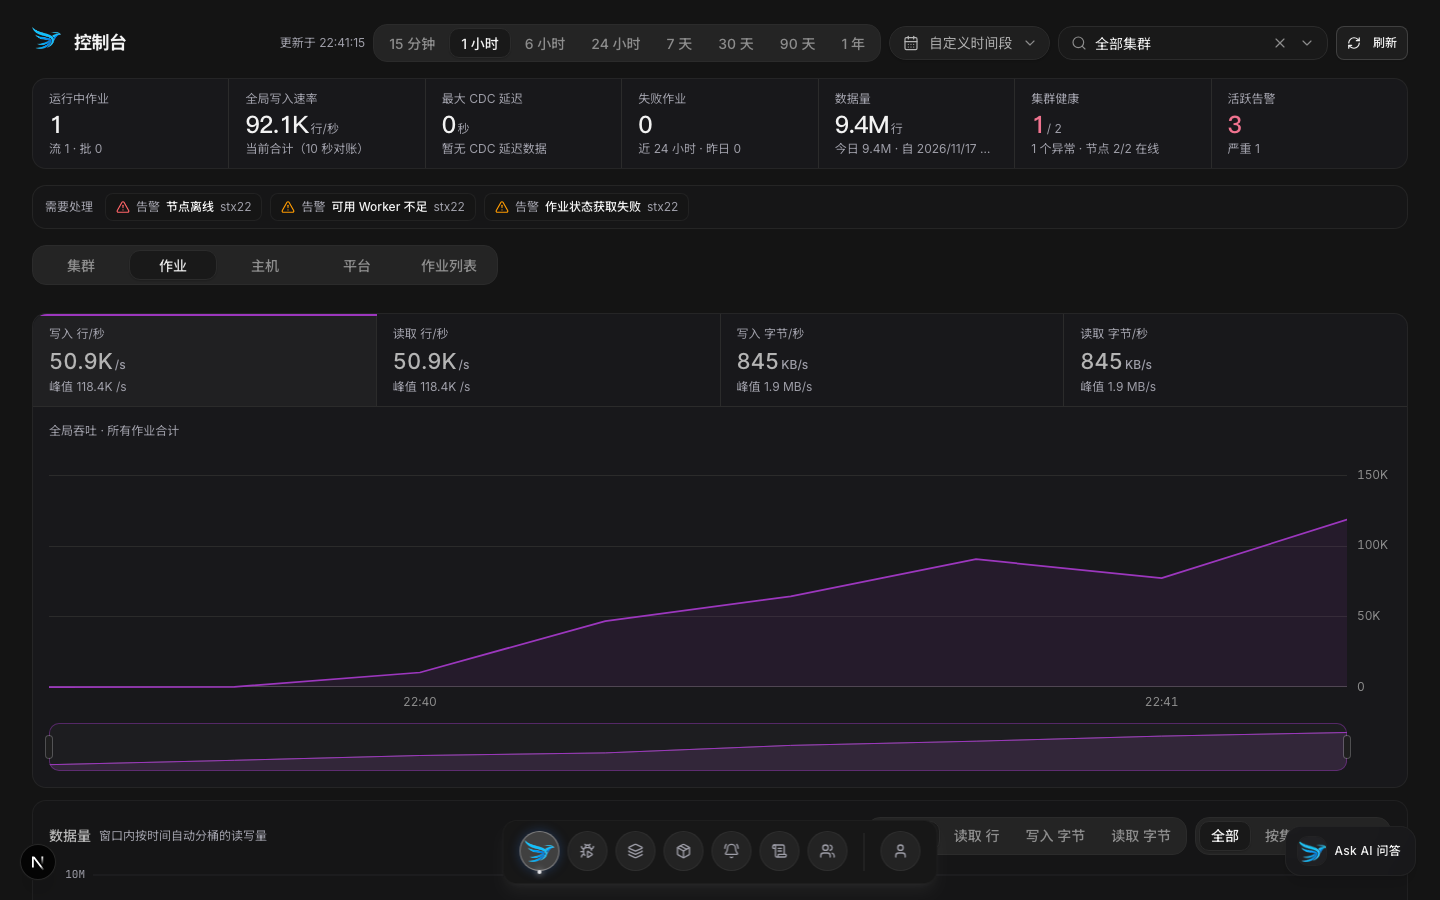 控制台
更新于 22:41:15
15 分钟 1 小时 6 小时 24 小时 7 天 30 天 90 天 1 年
自定义时间段
全部集群
刷新
运行中作业
1
流 1 · 批 0
全局写入速率
92.1K 行/秒
当前合计（10 秒对账）
最大 CDC 延迟
0 秒
暂无 CDC 延迟数据
失败作业
0
近 24 小时 · 昨日 0
数据量
9.4M 行
今日 9.4M · 自 2026/11/17 ...
集群健康
1 / 2
1 个异常 · 节点 2/2 在线
活跃告警
3
严重 1
需要处理
告警 节点离线 stx22
告警 可用 Worker 不足 stx22
告警 作业状态获取失败 stx22
集群 作业 主机 平台 作业列表
写入 行/秒
50.9K /s
峰值 118.4K /s
读取 行/秒
50.9K /s
峰值 118.4K /s
写入 字节/秒
845 KB/s
峰值 1.9 MB/s
读取 字节/秒
845 KB/s
峰值 1.9 MB/s
全局吞吐 · 所有作业合计
150K
100K
50K
0
22:40 22:41
数据量 窗口内按时间自动分桶的读写量
读取 行 写入 字节 读取 字节
全部 按集
10M
N
Ask AI 问答